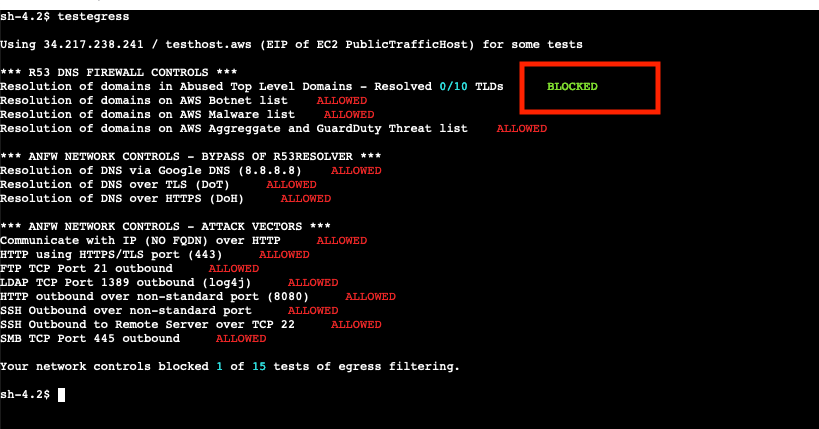 sh-4.2$ testegress
Using 34.217.238.241 / testhost.aws (EIP of EC2 PublicTrafficHost) for some tests
*** R53 DNS FIREWALL CONTROLS ***
Resolution of domains in Abused Top Level Domains - Resolved 0/10 TLDs BLOCKED
Resolution of domains on AWS Botnet list ALLOWED
Resolution of domains on AWS Malware list ALLOWED
Resolution of domains on AWS Aggreggate and GuardDuty Threat list ALLOWED
*** ANFW NETWORK CONTROLS - BYPASS OF R53RESOLVER ***
Resolution of DNS via Google DNS (8.8.8.8) ALLOWED
Resolution of DNS over TLS (DoT) ALLOWED
Resolution of DNS over HTTPS (DoH) ALLOWED
*** ANFW NETWORK CONTROLS - ATTACK VECTORS ***
Communicate with IP (NO FQDN) over HTTP ALLOWED
HTTP using HTTPS/TLS port (443) ALLOWED
FTP TCP Port 21 outbound ALLOWED
LDAP TCP Port 1389 outbound (log4j) ALLOWED
HTTP outbound over non-standard port (8080) ALLOWED
SSH Outbound over non-standard port ALLOWED
SSH Outbound to Remote Server over TCP 22 ALLOWED
SMB TCP Port 445 outbound ALLOWED
Your network controls blocked 1 of 15 tests of egress filtering.
sh-4.2$